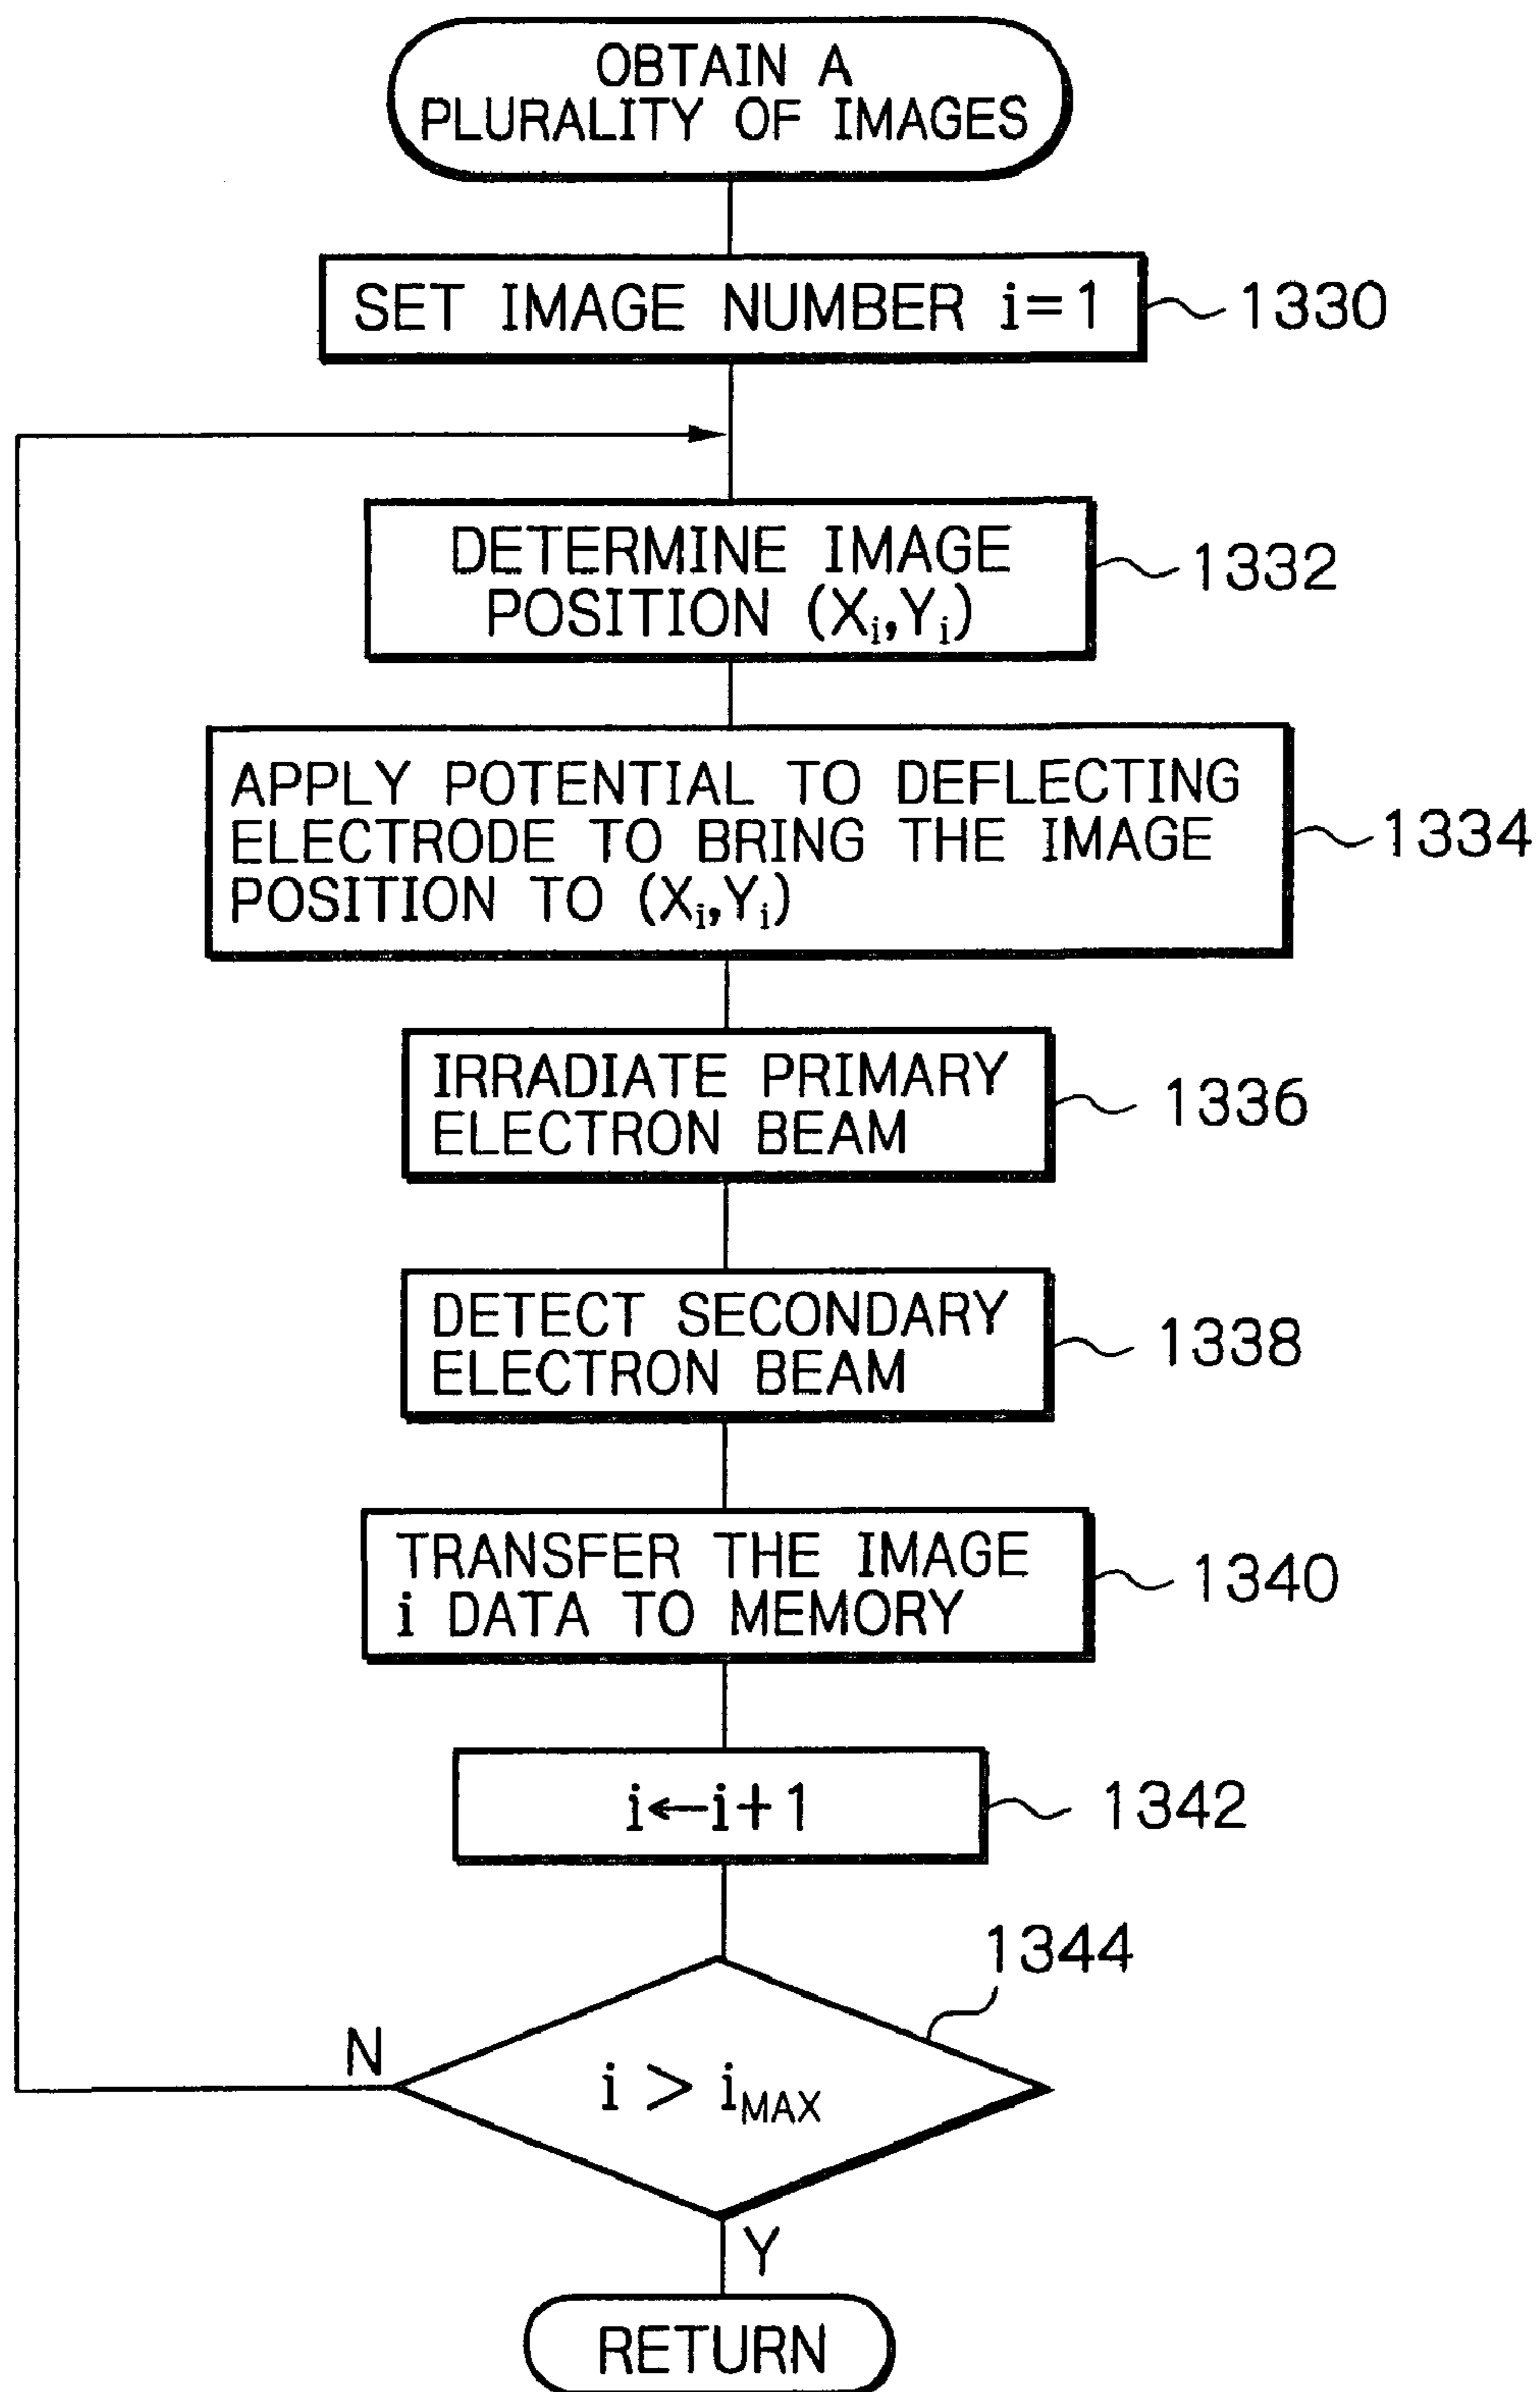 OBTAIN A
PLURALITY OF IMAGES
SET IMAGE NUMBER i=1
1330
DETERMINE IMAGE
POSITION (Xi,Yi)
1332
APPLY POTENTIAL TO DEFLECTING
ELECTRODE TO BRING THE IMAGE
POSITION TO (Xi,Yi)
1334
IRRADIATE PRIMARY
ELECTRON BEAM
1336
DETECT SECONDARY
ELECTRON BEAM
1338
TRANSFER THE IMAGE
i DATA TO MEMORY
1340
i←i+1
1342
1344
N
i > iMAX
Y
RETURN